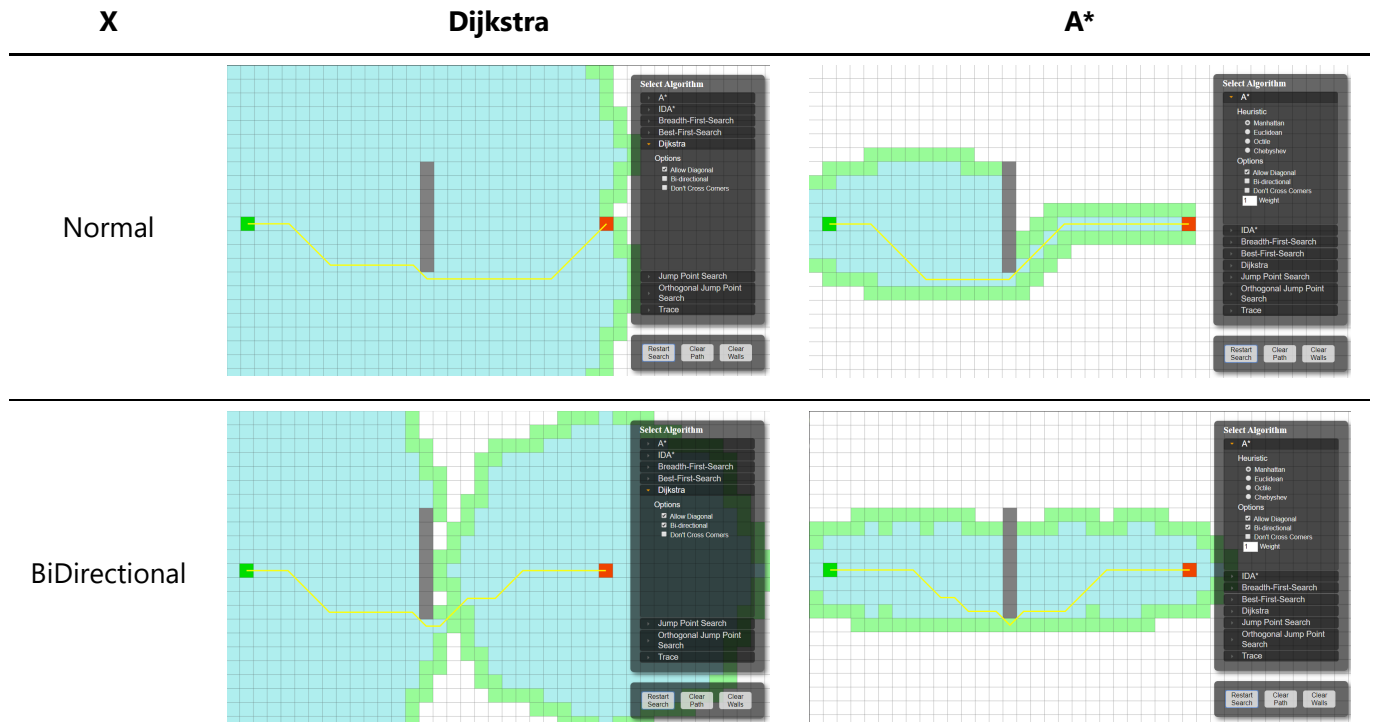 X Dijkstra A*
Normal
Select Algorithm
A*
IDA*
Breadth-First-Search
Best-First-Search
Dijkstra
Options
Allow Diagonal
Bi-directional
Don't Cross Corners
Jump Point Search
Orthogonal Jump Point
Search
Trace
Restart Clear Clear
Search Path Walls
Select Algorithm
A*
Heuristic
Manhattan
Euclidean
Octile
Chebyshev
Options
Allow Diagonal
Bi-directional
Don't Cross Corners
1 Weight
IDA*
Breadth-First-Search
Best-First-Search
Dijkstra
Jump Point Search
Orthogonal Jump Point
Search
Trace
Restart Clear Clear
Search Path Walls
BiDirectional
Select Algorithm
A*
IDA*
Breadth-First-Search
Best-First-Search
Dijkstra
Options
Allow Diagonal
Bi-directional
Don't Cross Corners
Jump Point Search
Orthogonal Jump Point
Search
Trace
Restart Clear Clear
Search Path Walls
Select Algorithm
A*
Heuristic
Manhattan
Euclidean
Octile
Chebyshev
Options
Allow Diagonal
Bi-directional
Don't Cross Corners
1 Weight
IDA*
Breadth-First-Search
Best-First-Search
Dijkstra
Jump Point Search
Orthogonal Jump Point
Search
Trace
Restart Clear Clear
Search Path Walls